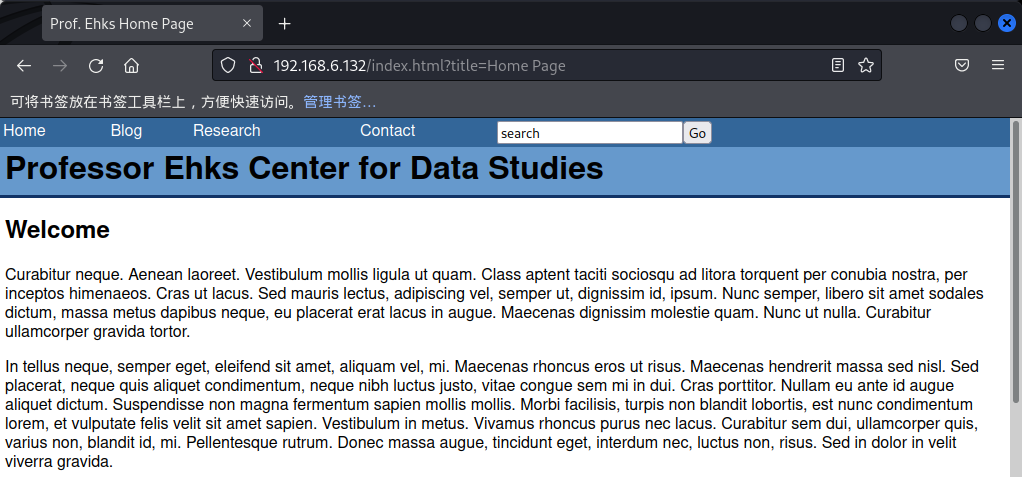 Prof. Ehks Home Page
192.168.6.132/index.html?title=Home Page
可将书签放在书签工具栏上，方便快速访问。管理书签…
Home Blog Research Contact search Go
Professor Ehks Center for Data Studies
Welcome
Curabitur neque. Aenean laoreet. Vestibulum mollis ligula ut quam. Class aptent taciti sociosqu ad litora torquent per conubia nostra, per
inceptos himenaeos. Cras ut lacus. Sed mauris lectus, adipiscing vel, semper ut, dignissim id, ipsum. Nunc semper, libero sit amet sodales
dictum, massa metus dapibus neque, eu placerat erat lacus in augue. Maecenas dignissim molestie quam. Nunc ut nulla. Curabitur
ullamcorper gravida tortor.
In tellus neque, semper eget, eleifend sit amet, aliquam vel, mi. Maecenas rhoncus eros ut risus. Maecenas hendrerit massa sed nisl. Sed
placerat, neque quis aliquet condimentum, neque nibh luctus justo, vitae congue sem mi in dui. Cras porttitor. Nullam eu ante id augue
aliquet dictum. Suspendisse non magna fermentum sapien mollis mollis. Morbi facilisis, turpis non blandit lobortis, est nunc condimentum
lorem, et vulputate felis velit sit amet sapien. Vestibulum in metus. Vivamus rhoncus purus nec lacus. Curabitur sem dui, ullamcorper quis,
varius non, blandit id, mi. Pellentesque rutrum. Donec massa augue, tincidunt eget, interdum nec, luctus non, risus. Sed in dolor in velit
viverra gravida.